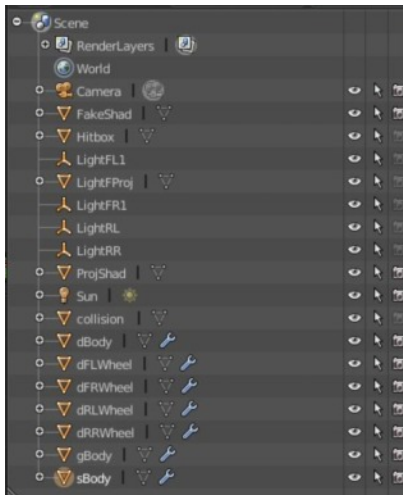 Scene
RenderLayers
World
Camera
FakeShad
Hitbox
LightFL1
LightFProj
LightFR1
LightRL
LightRR
ProjShad
Sun
collision
dBody
dFLWheel
dFRWheel
dRLWheel
dRRWheel
gBody
sBody